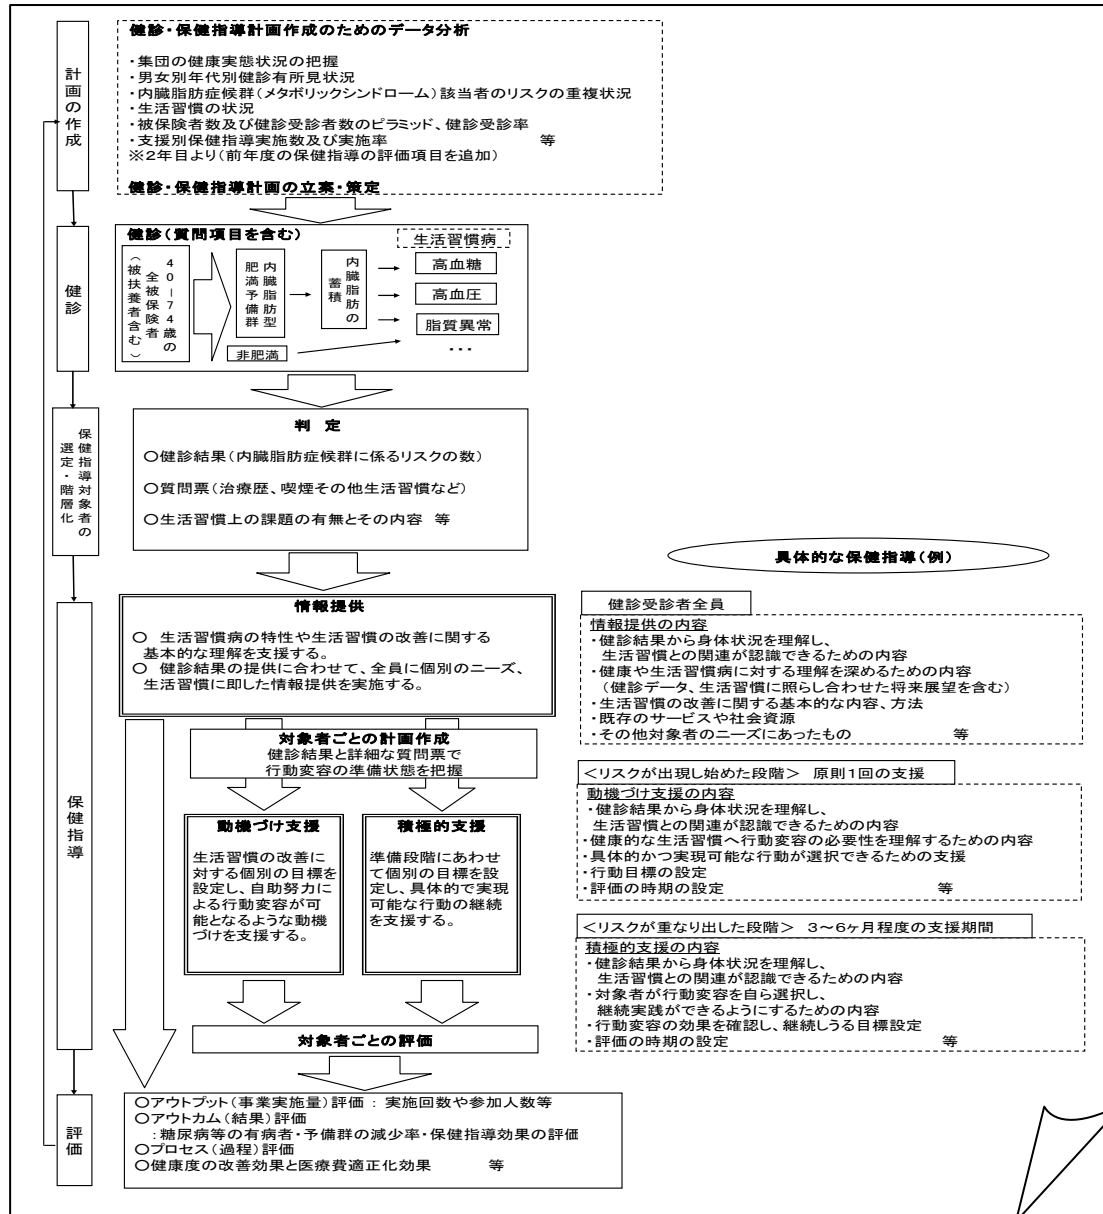 計画の作成
健診・保健指導計画作成のためのデータ分析
・集団の健康実態状況の把握
・男女別年代別健診有所見状況
・内臓脂肪症候群(メタボリックシンドローム)該当者のリスクの重複状況
・生活習慣の状況
・被保険者数及び健診受診者数のピラミッド、健診受診率
・支援別保健指導実施数及び実施率 等
※2年目より(前年度の保健指導の評価項目を追加)
健診・保健指導計画の立案・策定
健診
健診(質問項目を含む)
40-74歳の
全被保険者
(被扶養者含む)
内臓脂肪型
肥満予備群
非肥満
内臓脂肪の
蓄積
生活習慣病
高血糖
高血圧
脂質異常
・・・
保健指導対象者の
選定・階層化
判 定
○健診結果(内臓脂肪症候群に係るリスクの数)
○質問票(治療歴、喫煙その他生活習慣など)
○生活習慣上の課題の有無とその内容 等
保健指導
情報提供
○ 生活習慣病の特性や生活習慣の改善に関する
基本的な理解を支援する。
○ 健診結果の提供に合わせて、全員に個別のニーズ、
生活習慣に即した情報提供を実施する。
対象者ごとの計画作成
健診結果と詳細な質問票で
行動変容の準備状態を把握
動機づけ支援
生活習慣の改善に
対する個別の目標を
設定し、自助努力に
よる行動変容が可
能となるような動機
づけを支援する。
積極的支援
準備段階にあわせ
て個別の目標を設
定し、具体的で実現
可能な行動の継続
を支援する。
対象者ごとの評価
評価
○アウトプット(事業実施量)評価 : 実施回数や参加人数等
○アウトカム(結果)評価
:糖尿病等の有病者・予備群の減少率・保健指導効果の評価
○プロセス(過程)評価
○健康度の改善効果と医療費適正化効果 等
具体的な保健指導(例)
健診受診者全員
情報提供の内容
・健診結果から身体状況を理解し、
生活習慣との関連が認識できるための内容
・健康や生活習慣病に対する理解を深めるための内容
(健診データ、生活習慣に照らし合わせた将来展望を含む)
・生活習慣の改善に関する基本的な内容、方法
・既存のサービスや社会資源
・その他対象者のニーズにあったもの 等
<リスクが出現し始めた段階> 原則1回の支援
動機づけ支援の内容
・健診結果から身体状況を理解し、
生活習慣との関連が認識できるための内容
・健康的な生活習慣へ行動変容の必要性を理解するための内容
・具体的かつ実現可能な行動が選択できるための支援
・行動目標の設定
・評価の時期の設定 等
<リスクが重なり出した段階> 3~6ヶ月程度の支援期間
積極的支援の内容
・健診結果から身体状況を理解し、
生活習慣との関連が認識できるための内容
・対象者が行動変容を自ら選択し、
継続実践ができるようにするための内容
・行動変容の効果を確認し、継続しうる目標設定
・評価の時期の設定 等